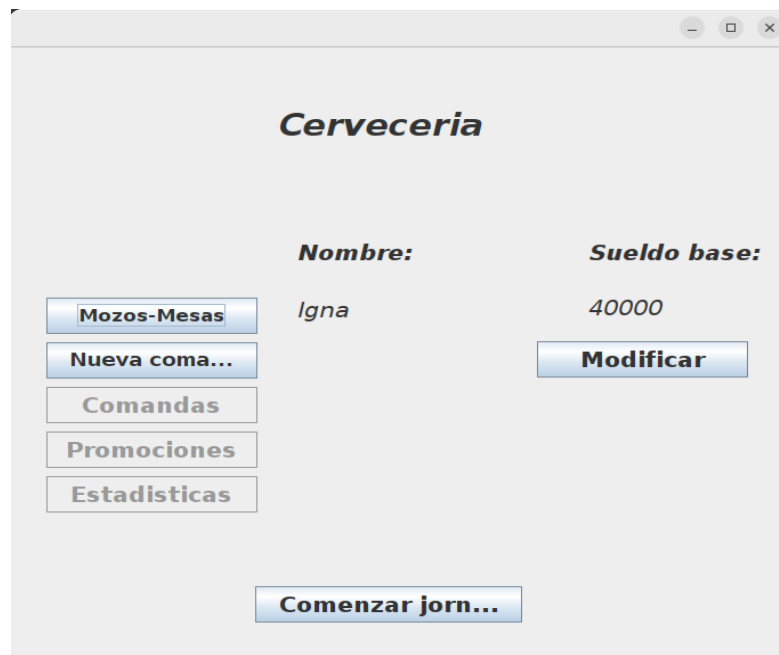 Cerveceria
Nombre:
Sueldo base:
Mozos-Mesas
Igna
40000
Nueva coma...
Modificar
Comandas
Promociones
Estadisticas
Comenzar jorn...